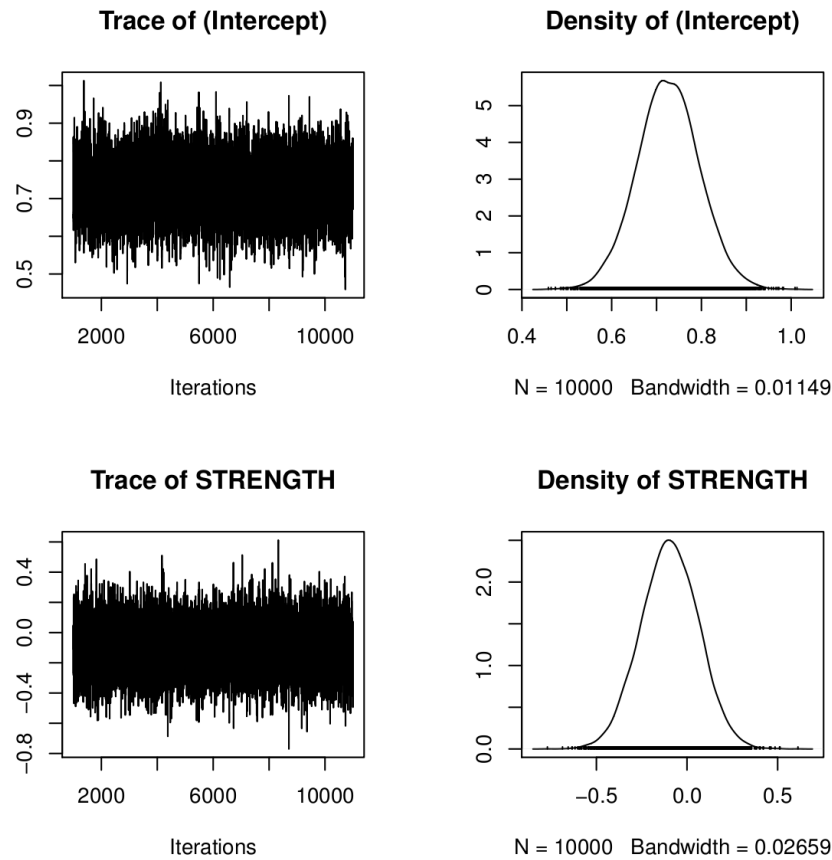 Trace of (Intercept)
0.5 0.7 0.9
2000 6000 10000
Iterations
Density of (Intercept)
0 1 2 3 4 5
0.4 0.6 0.8 1.0
N = 10000 Bandwidth = 0.01149
Trace of STRENGTH
−0.8 −0.4 0.0 0.4
2000 6000 10000
Iterations
Density of STRENGTH
0.0 1.0 2.0
−0.5 0.0 0.5
N = 10000 Bandwidth = 0.02659